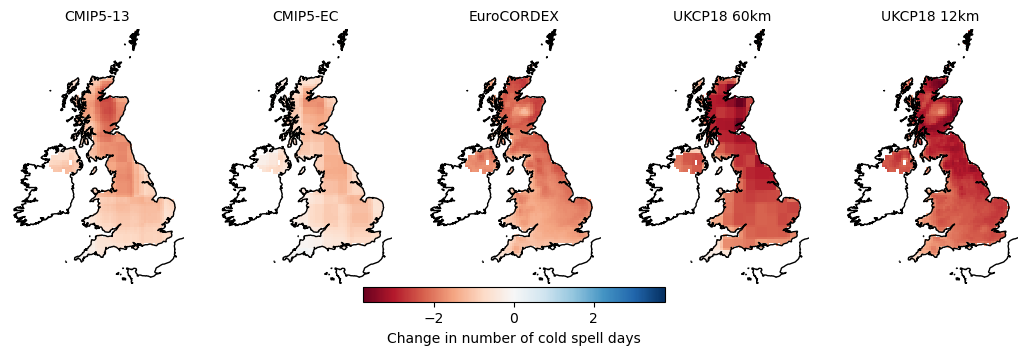 CMIP5-13 CMIP5-EC EuroCORDEX UKCP18 60km UKCP18 12km
−2 0 2
Change in number of cold spell days